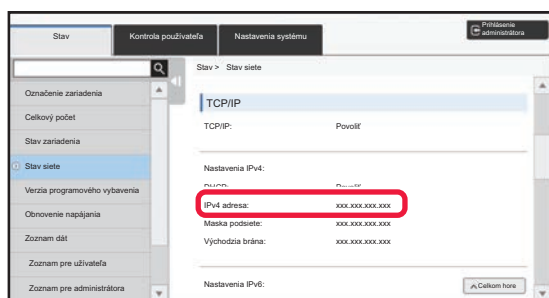 Stav
Kontrola používateľa
Nastavenia systému
Prihlásenie
administrátora
Stav > Stav siete
Označenie zariadenia
Celkový počet
Stav zariadenia
Stav siete
Verzia programového vybavenia
Obnovenie napájania
Zoznam dát
Zoznam pre užívateľa
Zoznam pre administrátora
TCP/IP
TCP/IP: Povoliť
Nastavenia IPv4:
DHCP: Povoliť
IPv4 adresa: xxx.xxx.xxx.xxx
Maska podsiete: xxx.xxx.xxx.xxx
Východzia brána: xxx.xxx.xxx.xxx
Nastavenia IPv6:
Celkom hore